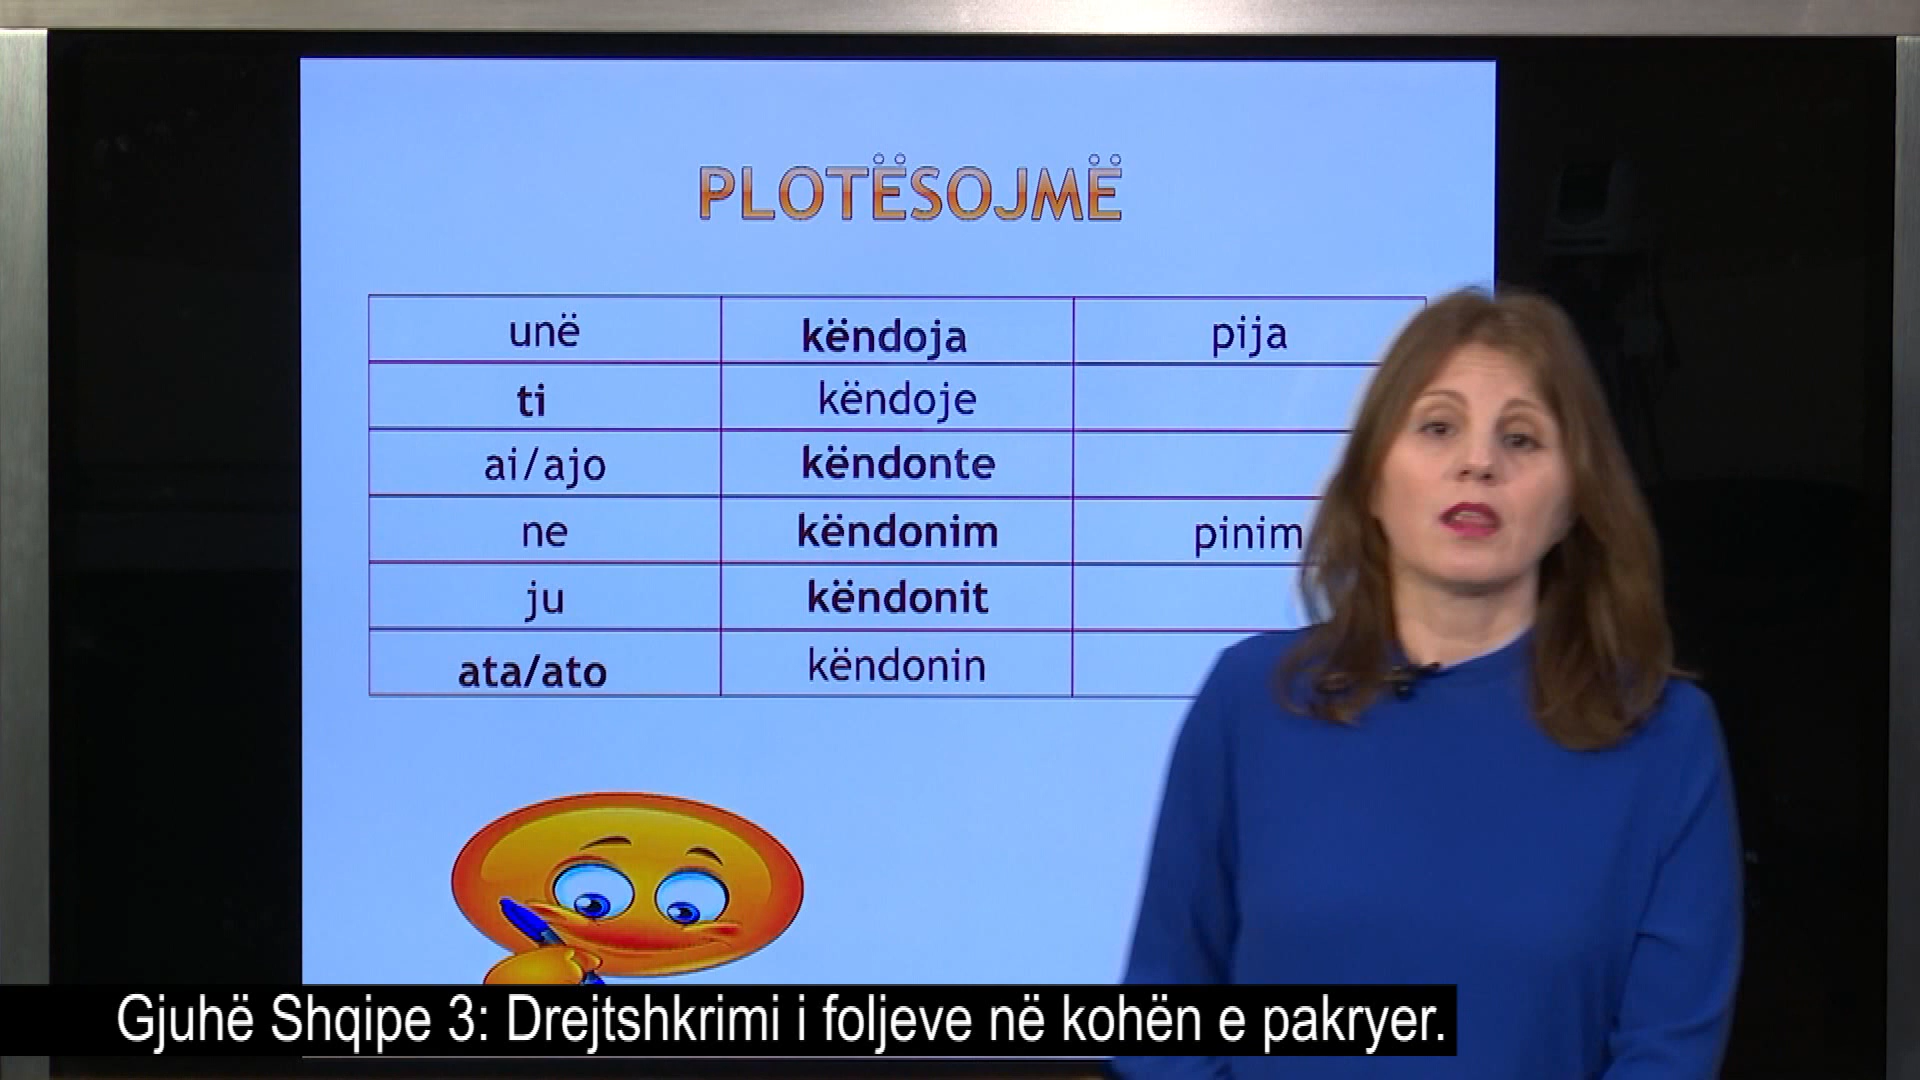 PLOTËSOJMË
unë këndoja pija
ti këndoje
ai/ajo këndonte
ne këndonim pinim
ju këndonit
ata/ato këndonin
Gjuhë Shqipe 3: Drejtshkrimi i foljeve në kohën e pakryer.